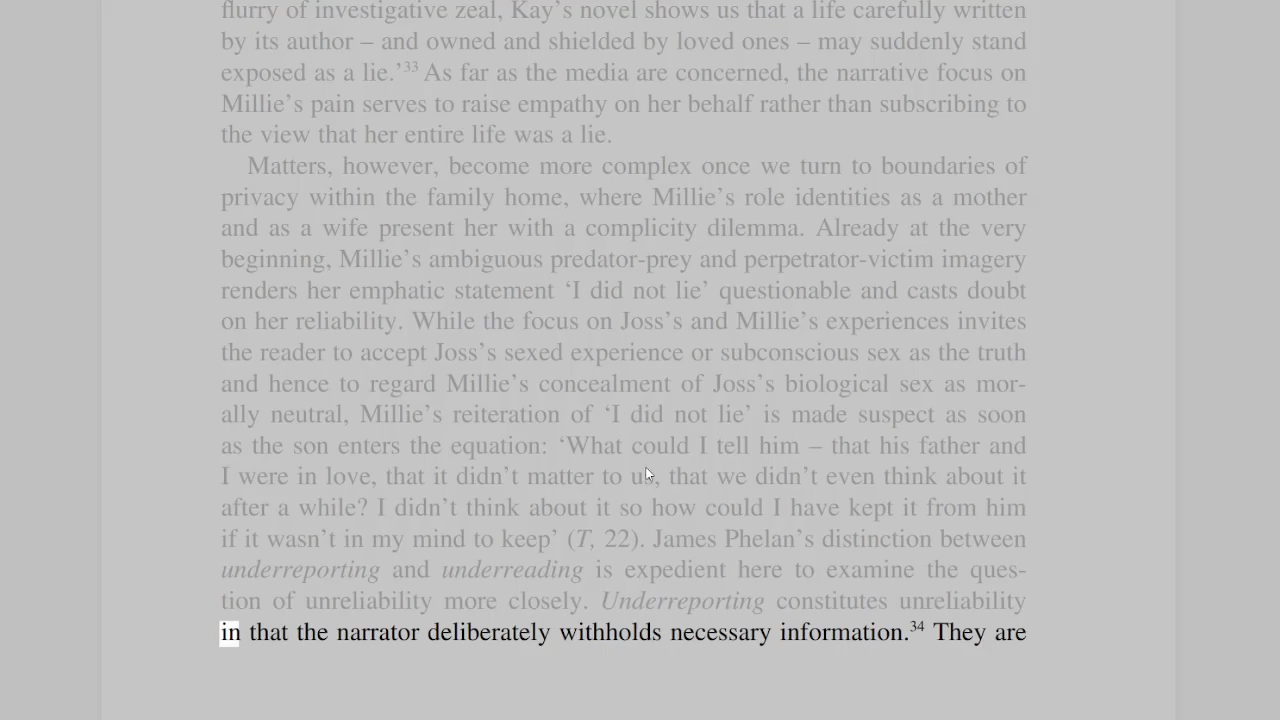 flurry of investigative zeal, Kay’s novel shows us that a life carefully written
by its author – and owned and shielded by loved ones – may suddenly stand
exposed as a lie.’33 As far as the media are concerned, the narrative focus on
Millie’s pain serves to raise empathy on her behalf rather than subscribing to
the view that her entire life was a lie.
Matters, however, become more complex once we turn to boundaries of
privacy within the family home, where Millie’s role identities as a mother
and as a wife present her with a complicity dilemma. Already at the very
beginning, Millie’s ambiguous predator-prey and perpetrator-victim imagery
renders her emphatic statement ‘I did not lie’ questionable and casts doubt
on her reliability. While the focus on Joss’s and Millie’s experiences invites
the reader to accept Joss’s sexed experience or subconscious sex as the truth
and hence to regard Millie’s concealment of Joss’s biological sex as mor-
ally neutral, Millie’s reiteration of ‘I did not lie’ is made suspect as soon
as the son enters the equation: ‘What could I tell him – that his father and
I were in love, that it didn’t matter to us, that we didn’t even think about it
after a while? I didn’t think about it so how could I have kept it from him
if it wasn’t in my mind to keep’ (T, 22). James Phelan’s distinction between
underreporting and underreading is expedient here to examine the ques-
tion of unreliability more closely. Underreporting constitutes unreliability
in that the narrator deliberately withholds necessary information.34 They are